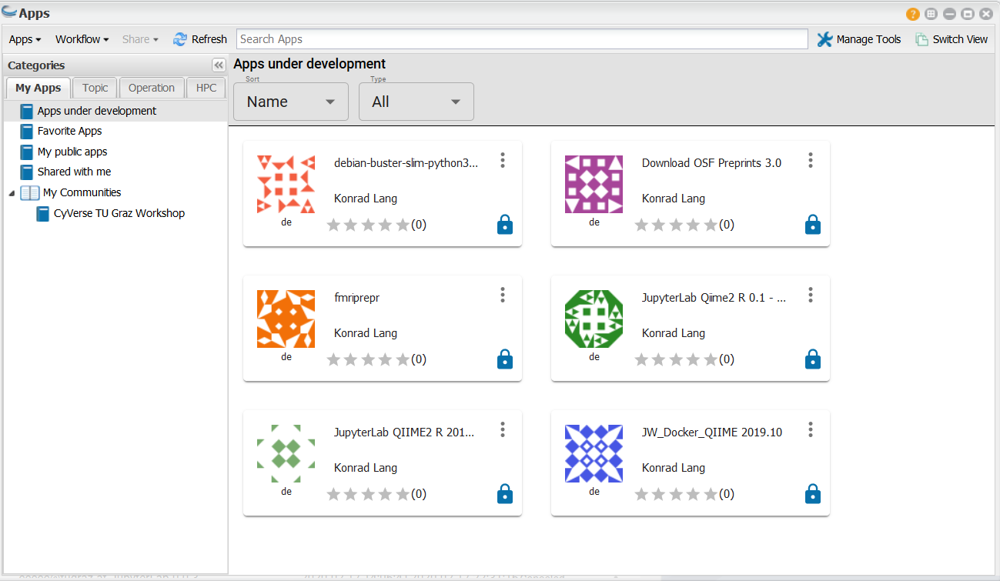 Apps
?
Apps Workflow Share Refresh Search Apps Manage Tools Switch View
Categories
My Apps Topic Operation HPC
Apps under development
Favorite Apps
My public apps
Shared with me
My Communities
CyVerse TU Graz Workshop
Apps under development
Sort Type
Name All
debian-buster-slim-python3...
Konrad Lang
de
(0)
Download OSF Preprints 3.0
Konrad Lang
de
(0)
fmriprepr
Konrad Lang
de
(0)
JupyterLab Qiime2 R 0.1 - ...
Konrad Lang
de
(0)
JupyterLab QIIME2 R 201...
Konrad Lang
de
(0)
JW_Docker_QIIME 2019.10
Konrad Lang
de
(0)